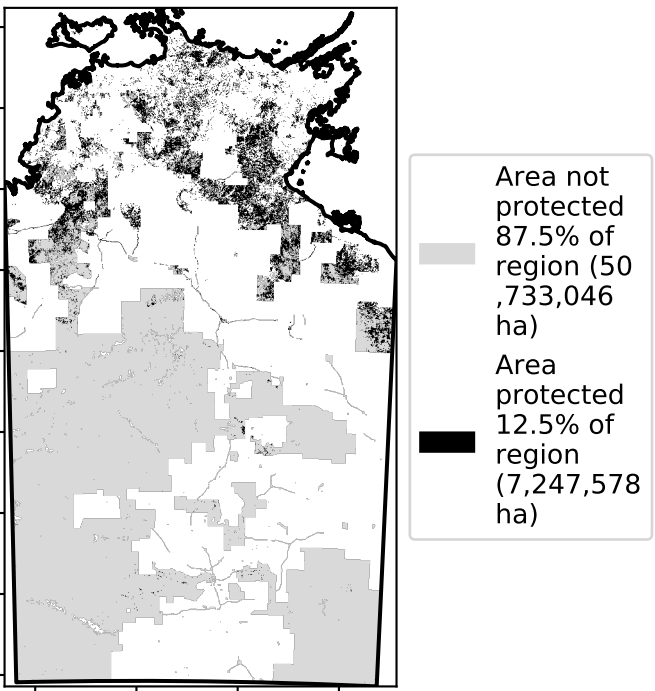 Area not
protected
87.5% of
region (50
,733,046
ha)
Area
protected
12.5% of
region
(7,247,578
ha)